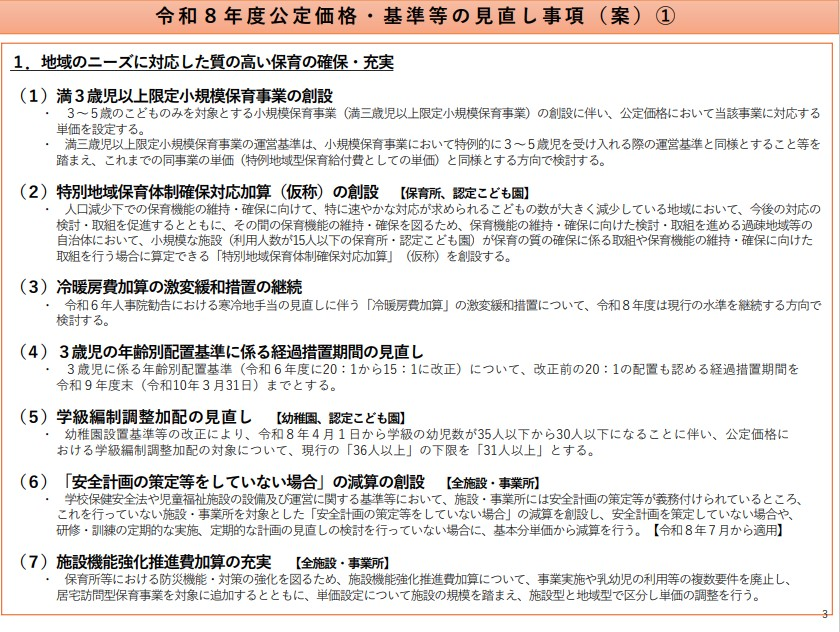 令和８年度公定価格・基準等の見直し事項（案）①
１．地域のニーズに対応した質の高い保育の確保・充実
（１）満３歳児以上限定小規模保育事業の創設
・　３～５歳のこどものみを対象とする小規模保育事業（満三歳児以上限定小規模保育事業）の創設に伴い、公定価格において当該事業に対応する
単価を設定する。
・　満三歳児以上限定小規模保育事業の運営基準は、小規模保育事業において特例的に３～５歳児を受け入れる際の運営基準と同様とすること等を
踏まえ、これまでの同事業の単価（特例地域型保育給付費としての単価）と同様とする方向で検討する。
（２）特別地域保育体制確保対応加算（仮称）の創設　【保育所、認定こども園】
・　人口減少下での保育機能の維持・確保に向けて、特に速やかな対応が求められるこどもの数が大きく減少している地域において、今後の対応の
検討・取組を促進するとともに、その間の保育機能の維持・確保を図るため、保育機能の維持・確保に向けた検討・取組を進める過疎地域等の
自治体において、小規模な施設（利用人数が15人以下の保育所・認定こども園）が保育の質の確保に係る取組や保育機能の維持・確保に向けた
取組を行う場合に算定できる「特別地域保育体制確保対応加算」（仮称）を創設する。
（３）冷暖房費加算の激変緩和措置の継続
・　令和６年人事院勧告における寒冷地手当の見直しに伴う「冷暖房費加算」の激変緩和措置について、令和８年度は現行の水準を継続する方向で
検討する。
（４）３歳児の年齢別配置基準に係る経過措置期間の見直し
・　３歳児に係る年齢別配置基準（令和６年度に20：1から15：1に改正）について、改正前の20：1の配置も認める経過措置期間を
令和９年度末（令和10年３月31日）までとする。
（５）学級編制調整加配の見直し　【幼稚園、認定こども園】
・　幼稚園設置基準等の改正により、令和８年４月１日から学級の幼児数が35人以下から30人以下になることに伴い、公定価格に
おける学級編制調整加配の対象について、現行の「36人以上」の下限を「31人以上」とする。
（６）「安全計画の策定等をしていない場合」の減算の創設　【全施設・事業所】
・　学校保健安全法や児童福祉施設の設備及び運営に関する基準等において、施設・事業所には安全計画の策定等が義務付けられているところ、
これを行っていない施設・事業所を対象とした「安全計画の策定等をしていない場合」の減算を創設し、安全計画を策定していない場合や、
研修・訓練の定期的な実施、定期的な計画の見直しの検討を行っていない場合に、基本分単価から減算を行う。【令和８年７月から適用】
（７）施設機能強化推進費加算の充実　【全施設・事業所】
・　保育所等における防災機能・対策の強化を図るため、施設機能強化推進費加算について、事業実施や乳幼児の利用等の複数要件を廃止し、
居宅訪問型保育事業を対象に追加するとともに、単価設定について施設の規模を踏まえ、施設型と地域型で区分し単価の調整を行う。
3